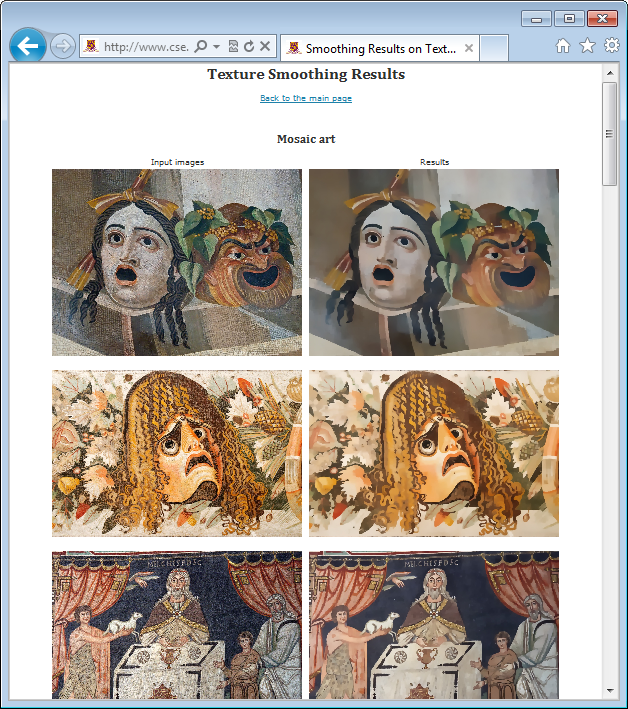 http://www.cse.
Smoothing Results on Text...
Texture Smoothing Results
Back to the main page
Mosaic art
Input images
Results